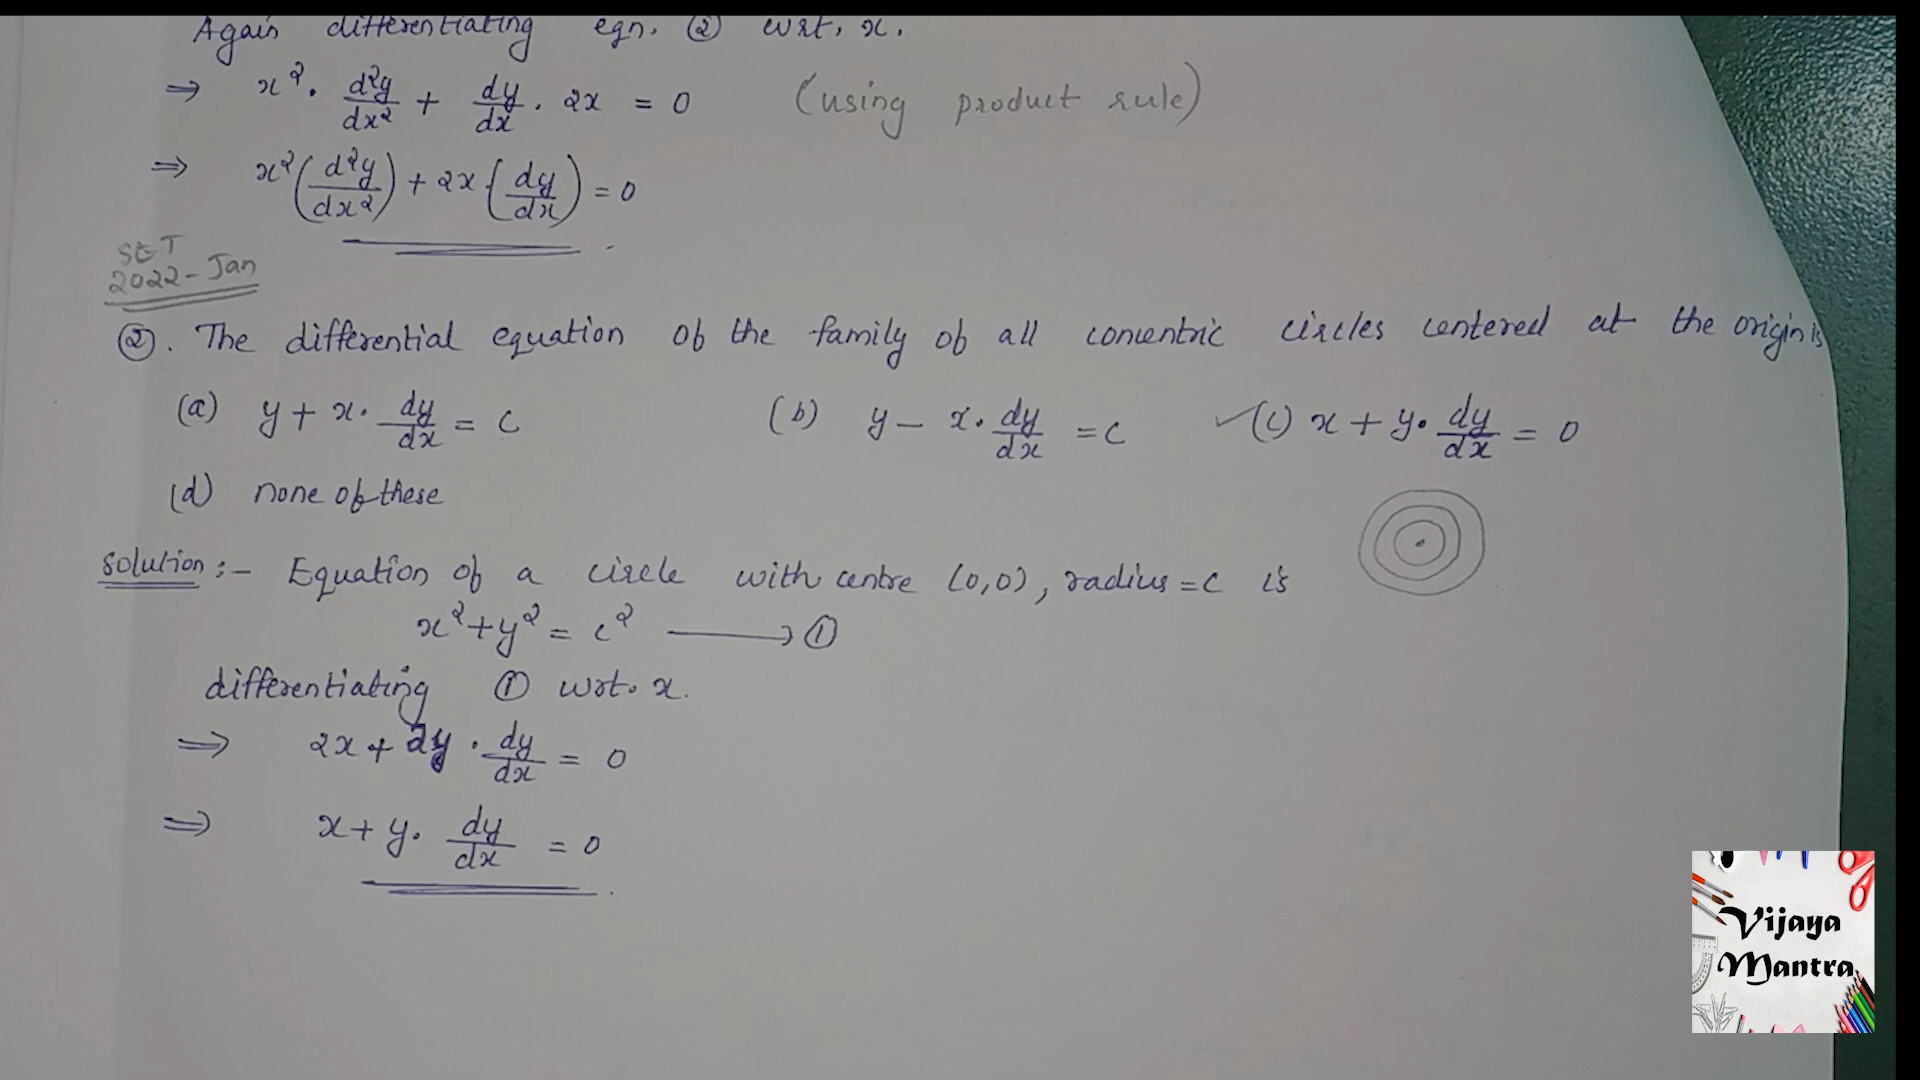 Again differentiating eqn. ② wrt. x.
⇒ x². d²y/dx² + dy/dx . 2x = 0 (using product rule)
⇒ x² (d²y/dx²) + 2x (dy/dx) = 0
SET
2022-Jan
②. The differential equation of the family of all concentric circles centered at the origin is
(a) y + x. dy/dx = c (b) y - x. dy/dx = c ✓(c) x + y. dy/dx = 0
(d) none of these
Solution :- Equation of a circle with centre (0,0), radius = c is
x² + y² = c² ⟶ ①
differentiating ① wrt. x.
⇒ 2x + 2y . dy/dx = 0
⇒ x + y. dy/dx = 0
Vijaya
Mantra